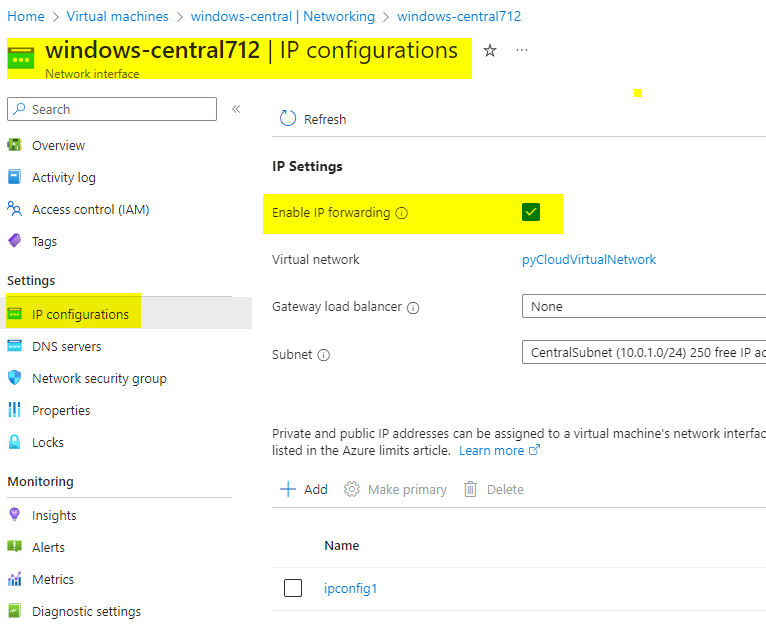 Home > Virtual machines > windows-central | Networking > windows-central712
windows-central712 | IP configurations
Network interface
Search
Refresh
Overview
Activity log
Access control (IAM)
Tags
Settings
IP configurations
DNS servers
Network security group
Properties
Locks
Monitoring
Insights
Alerts
Metrics
Diagnostic settings
IP Settings
Enable IP forwarding
Virtual network pyCloudVirtualNetwork
Gateway load balancer None
Subnet CentralSubnet (10.0.1.0/24) 250 free IP
Private and public IP addresses can be assigned to a virtual machine's network
listed in the Azure limits article. Learn more
Add Make primary Delete
Name
ipconfig1